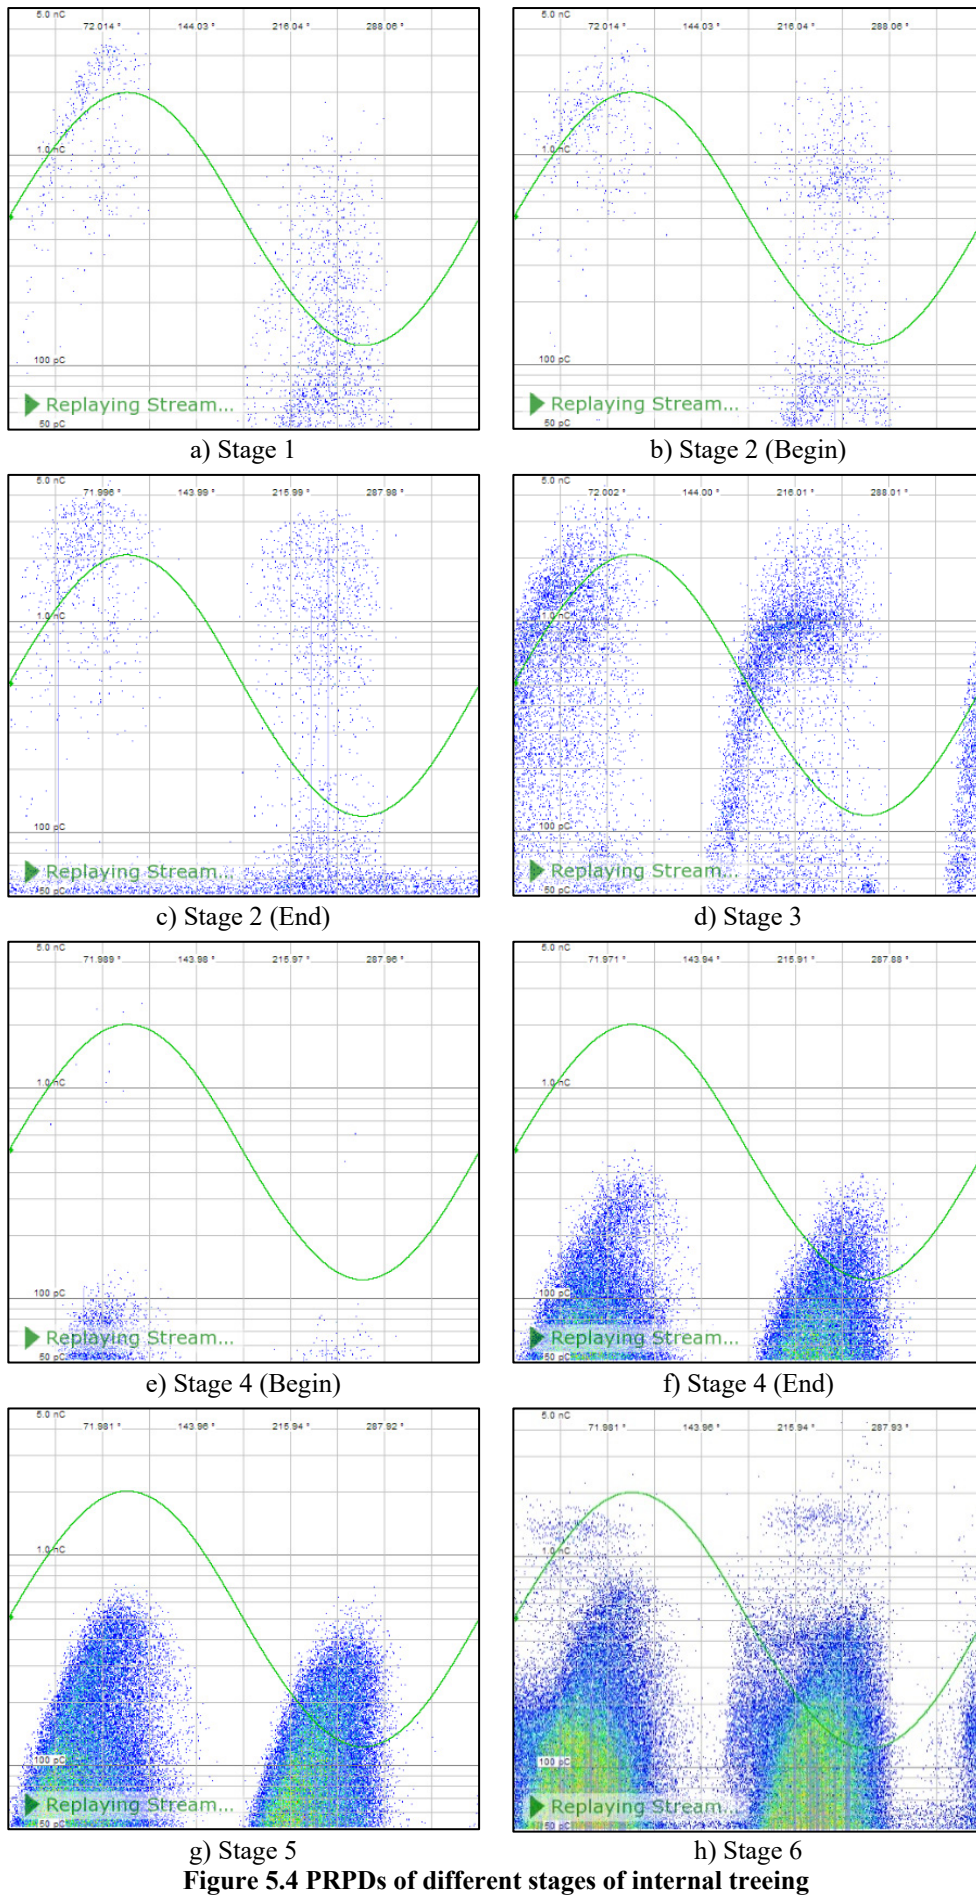 5.0 nC
72.014 ° 144.03 ° 216.04 ° 288.06 °
1.0 nC
100 pC
Replaying Stream...
50 pC
a) Stage 1
5.0 nC
72.014 ° 144.03 ° 216.04 ° 288.06 °
1.0 nC
100 pC
Replaying Stream...
50 pC
b) Stage 2 (Begin)
5.0 nC
71.996 ° 143.99 ° 215.99 ° 287.98 °
1.0 nC
100 pC
Replaying Stream...
50 pC
c) Stage 2 (End)
5.0 nC
72.002 ° 144.00 ° 216.01 ° 288.01 °
1.0 nC
100 pC
Replaying Stream...
50 pC
d) Stage 3
5.0 nC
71.989 ° 143.98 ° 215.97 ° 287.96 °
1.0 nC
100 pC
Replaying Stream...
50 pC
e) Stage 4 (Begin)
5.0 nC
71.971 ° 143.94 ° 215.91 ° 287.88 °
1.0 nC
100 pC
Replaying Stream...
50 pC
f) Stage 4 (End)
5.0 nC
71.981 ° 143.96 ° 215.94 ° 287.92 °
1.0 nC
100 pC
Replaying Stream...
50 pC
g) Stage 5
5.0 nC
71.981 ° 143.96 ° 215.94 ° 287.93 °
1.0 nC
100 pC
Replaying Stream...
50 pC
h) Stage 6
Figure 5.4 PRPDs of different stages of internal treeing